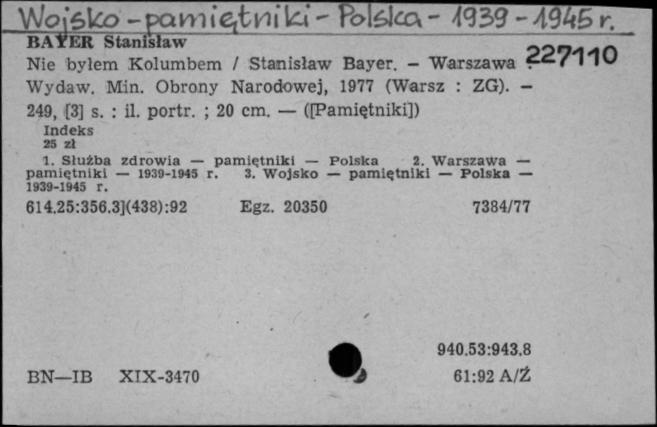 Wojsko - pamiętniki - Polska - 1939 - 1945 r.
BAYER Stanisław
Nie byłem Kolumbem / Stanisław Bayer. — Warszawa :
227110
Wydaw. Min. Obrony Narodowej, 1977 (Warsz : ZG). —
249, [3] s. : il. portr. ; 20 cm. — ([Pamiętniki])
Indeks
25 zł
1. Służba zdrowia — pamiętniki — Polska 2. Warszawa —
pamiętniki — 1939-1945 r. 3. Wojsko — pamiętniki — Polska —
1939-1945 r.
614.25:356.3](438):92 Egz. 20350 7384/77
940.53:943.8
BN—IB XIX-3470 61:92 A/Ź